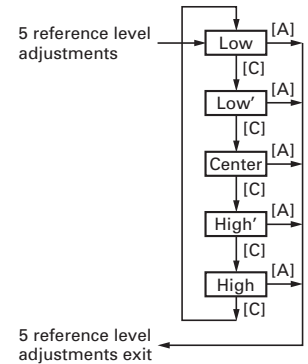 5 reference level
adjustments
Low
[A]
[C]
Low’
[A]
[C]
Center
[A]
[C]
High’
[A]
[C]
High
[A]
[C]
5 reference level
adjustments exit